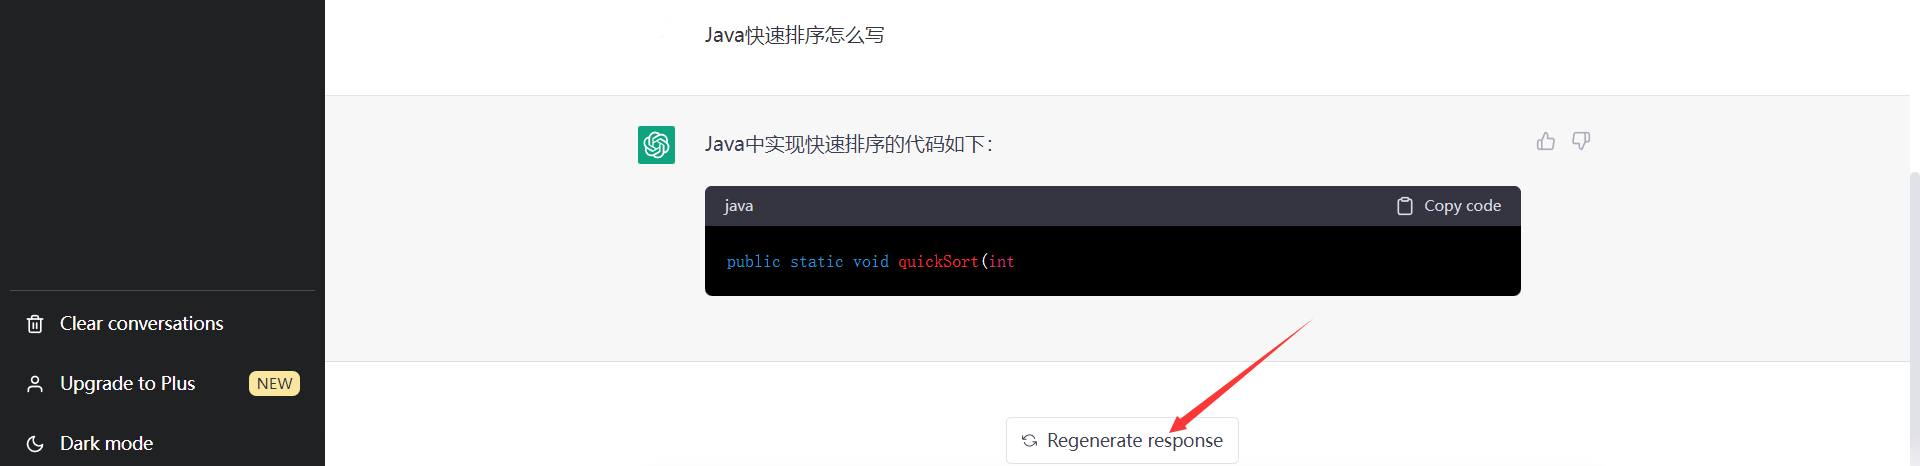 Java快速排序怎么写
Java中实现快速排序的代码如下：
java
Copy code
public static void quickSort(int
Clear conversations
Upgrade to Plus
NEW
Dark mode
Regenerate response